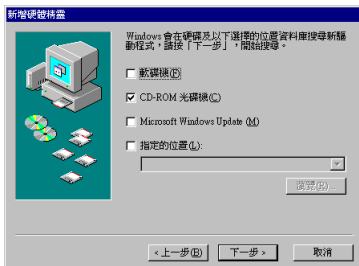 新增硬體精靈
Windows 會在硬碟及以下選擇的位置資料庫搜尋新驅
動程式，請按「下一步」，開始搜尋。
軟碟機(F)
CD-ROM 光碟機(C)
Microsoft Windows Update (M)
指定的位置(L):
瀏覽(R)...
<上一步(B)
下一步 >
取消